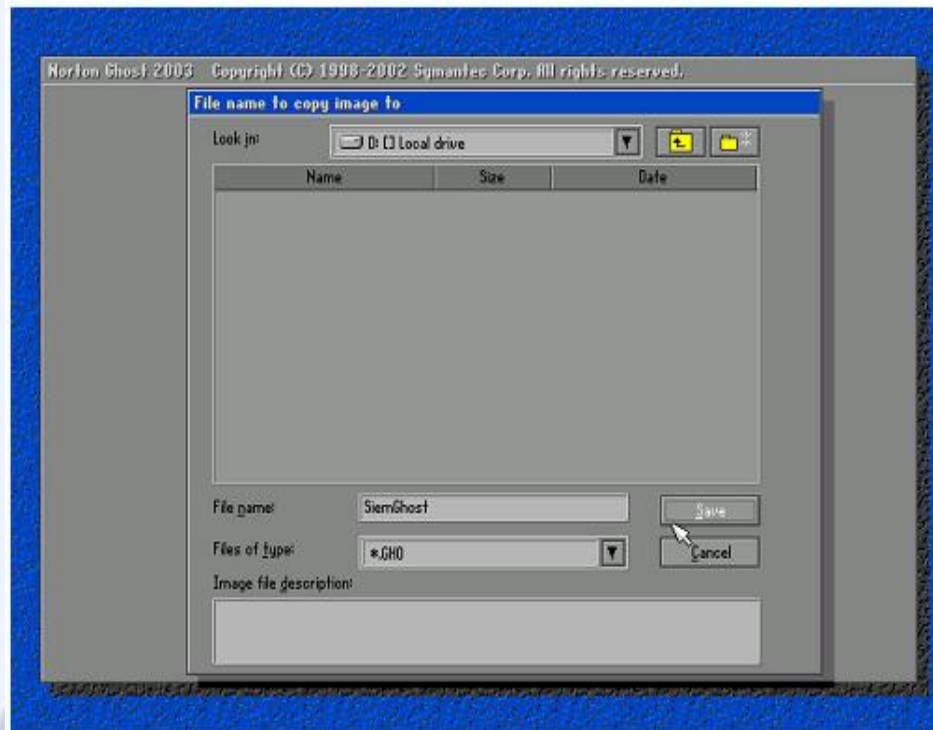 Norton Ghost 2003 Copyright (C) 1998-2002 Symantec Corp. All rights reserved.
File name to copy image to
Look in: D: [] Local drive
Name Size Date
File name: SiemGhost Save
Files of type: *.GHO Cancel
Image file description: